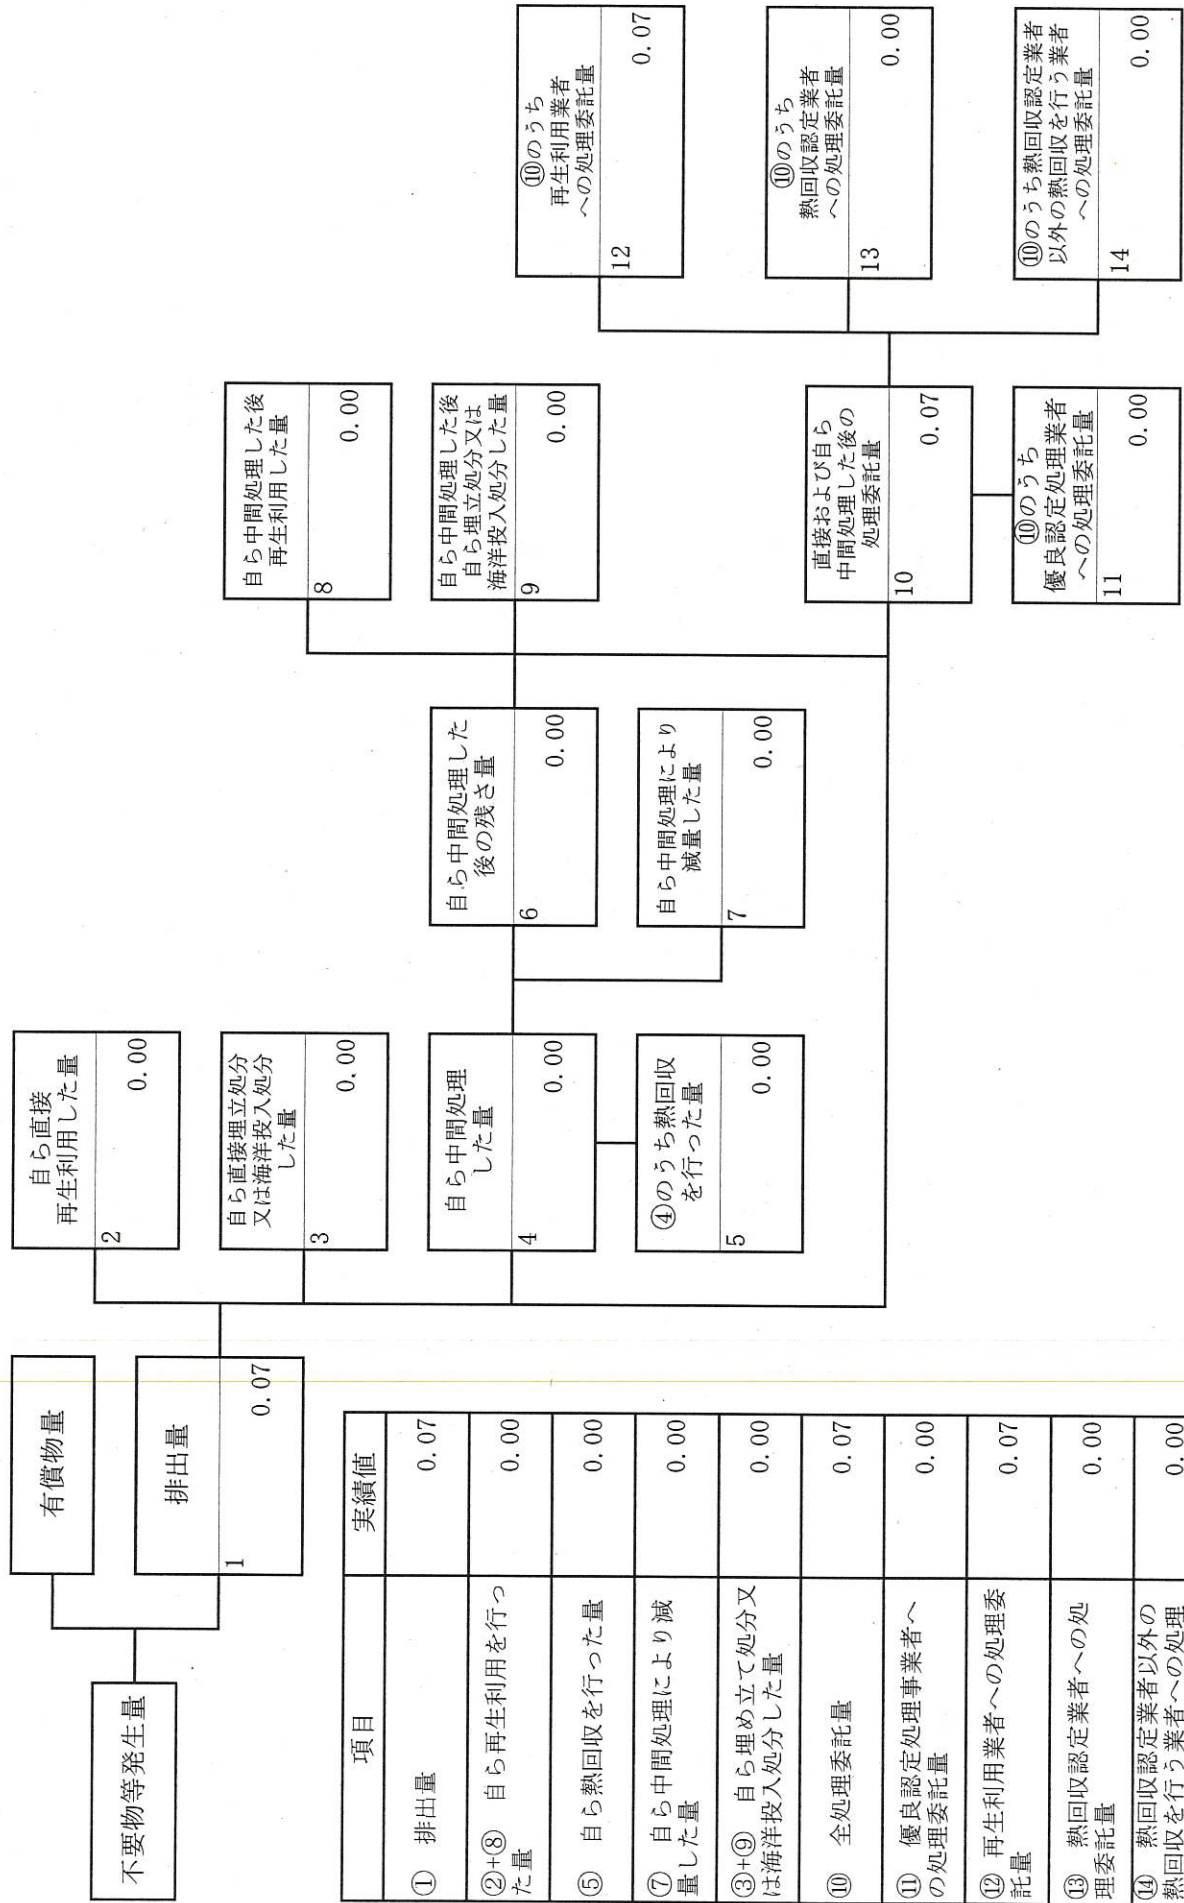 不要物等発生量
有償物量
排出量
1
0.07
自ら直接
再生利用した量
2
0.00
自ら直接埋立処分
又は海洋投入処分
した量
3
0.00
自ら中間処理
した量
4
0.00
④のうち熱回収
を行った量
5
0.00
自ら中間処理した
後の残さ量
6
0.00
自ら中間処理により
減量した量
7
0.00
自ら中間処理した後
再生利用した量
8
0.00
自ら中間処理した後
自ら埋立処分又は
海洋投入処分した量
9
0.00
直接および自ら
中間処理した後の
処理委託量
10
0.07
⑩のうち
優良認定処理業者
への処理委託量
11
0.00
⑩のうち
再生利用業者
への処理委託量
12
0.07
⑩のうち
熱回収認定業者
への処理委託量
13
0.00
⑩のうち熱回収認定業者
以外の熱回収を行う業者
への処理委託量
14
0.00
項目 実績値
① 排出量 0.07
②+⑧ 自ら再生利用を行っ
た量 0.00
⑤ 自ら熱回収を行った量 0.00
⑦ 自ら中間処理により減
量した量 0.00
③+⑨ 自ら埋め立て処分又
は海洋投入処分した量 0.00
⑩ 全処理委託量 0.07
⑪ 優良認定処理事業者へ
の処理委託量 0.00
⑫ 再生利用業者への処理委
託量 0.07
⑬ 熱回収認定業者への処
理委託量 0.00
⑭ 熱回収認定業者以外の
熱回収を行う業者への処理 0.00